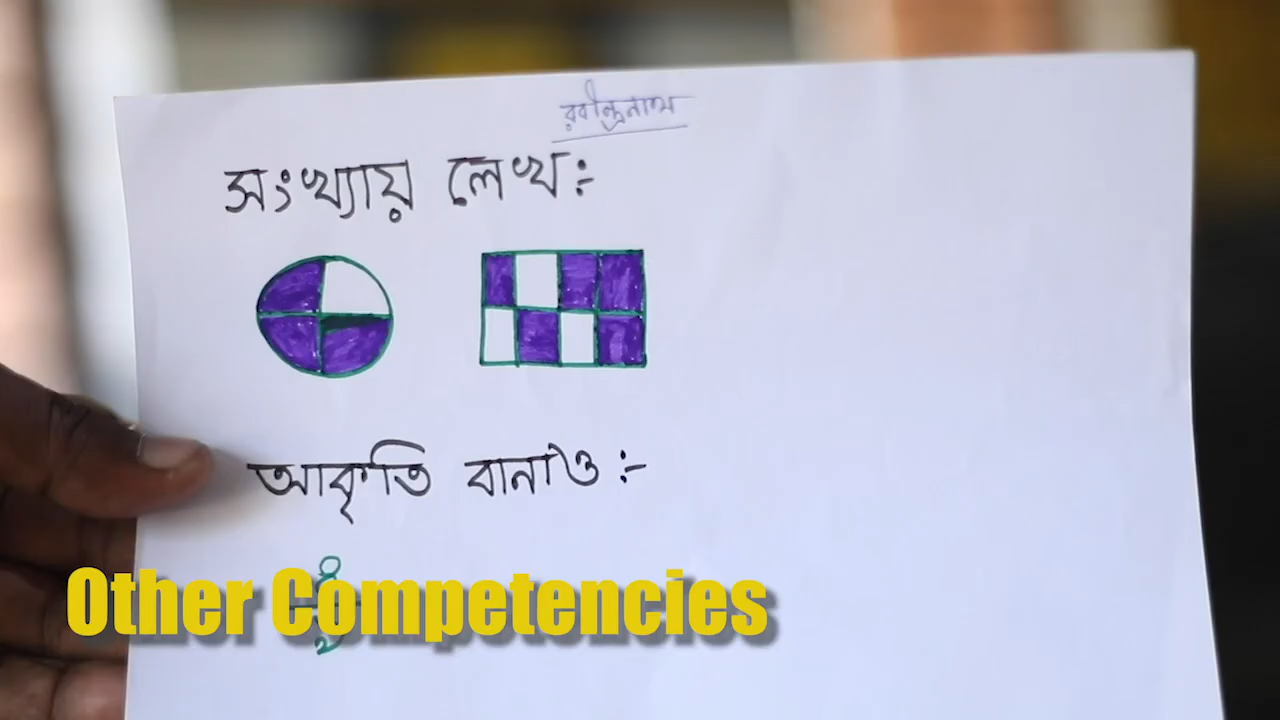 রবীন্দ্রনাথ
সংখ্যায় লেখ:-
আকৃতি বানাও :-
Other Competencies